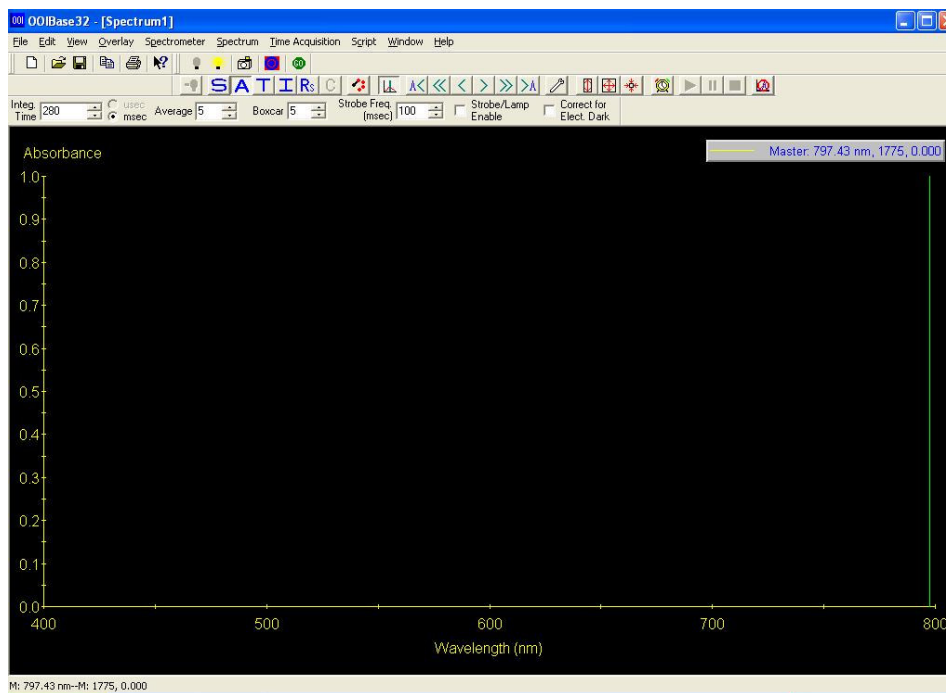 OOI OOIBase32 - [Spectrum1]
File Edit View Overlay Spectrometer Spectrum Time Acquisition Script Window Help
GO
S A T I Rs C A< << < > >> >A
Integ. Time 280 usec msec Average 5 Boxcar 5 Strobe Freq. (msec) 100 Strobe/Lamp Enable Correct for Elect. Dark
Absorbance
Master: 797.43 nm, 1775, 0.000
1.0
0.9
0.8
0.7
0.6
0.5
0.4
0.3
0.2
0.1
0.0
400 500 600 700 800
Wavelength (nm)
M: 797.43 nm--M: 1775, 0.000